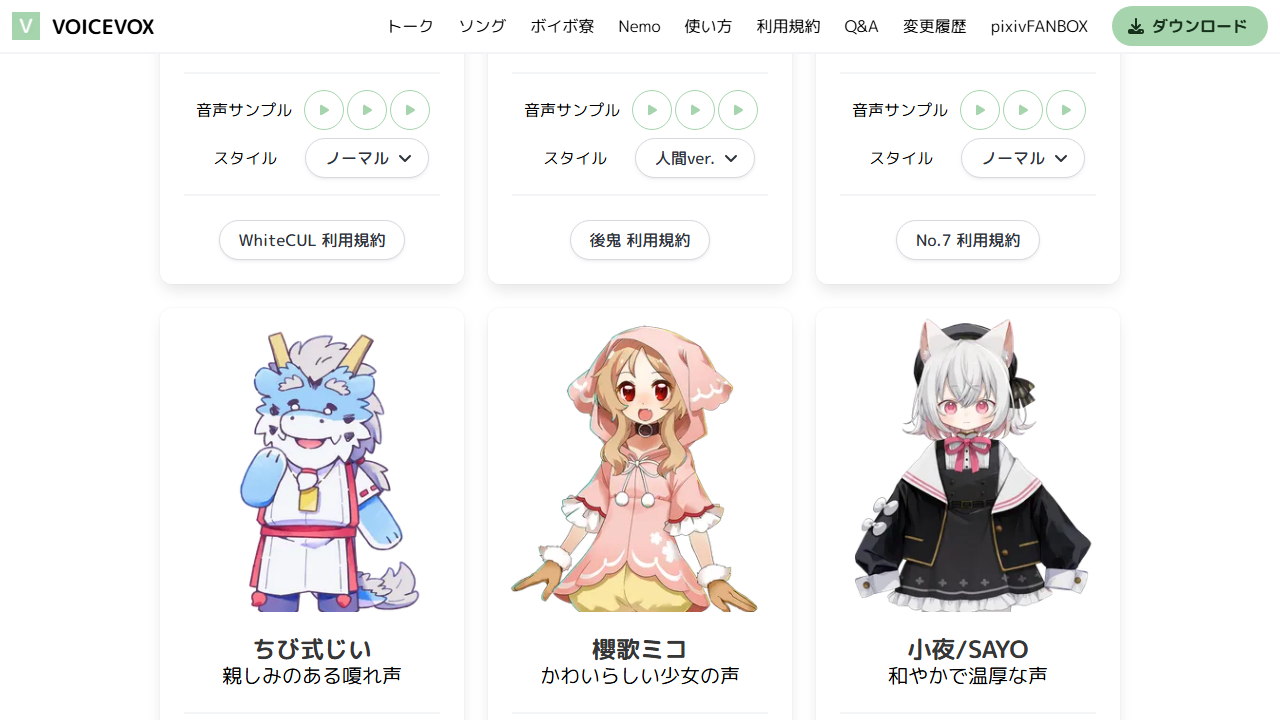 V VOICEVOX トーク ソング ボイボ寮 Nemo 使い方 利用規約 Q&A 変更履歴 pixivFANBOX ダウンロード
音声サンプル 音声サンプル 音声サンプル
スタイル ノーマル スタイル 人間ver. スタイル ノーマル
WhiteCUL 利用規約 後鬼 利用規約 No.7 利用規約
ちび式じい 櫻歌ミコ 小夜/SAYO
親しみのある嗄れ声 かわいらしい少女の声 和やかで温厚な声